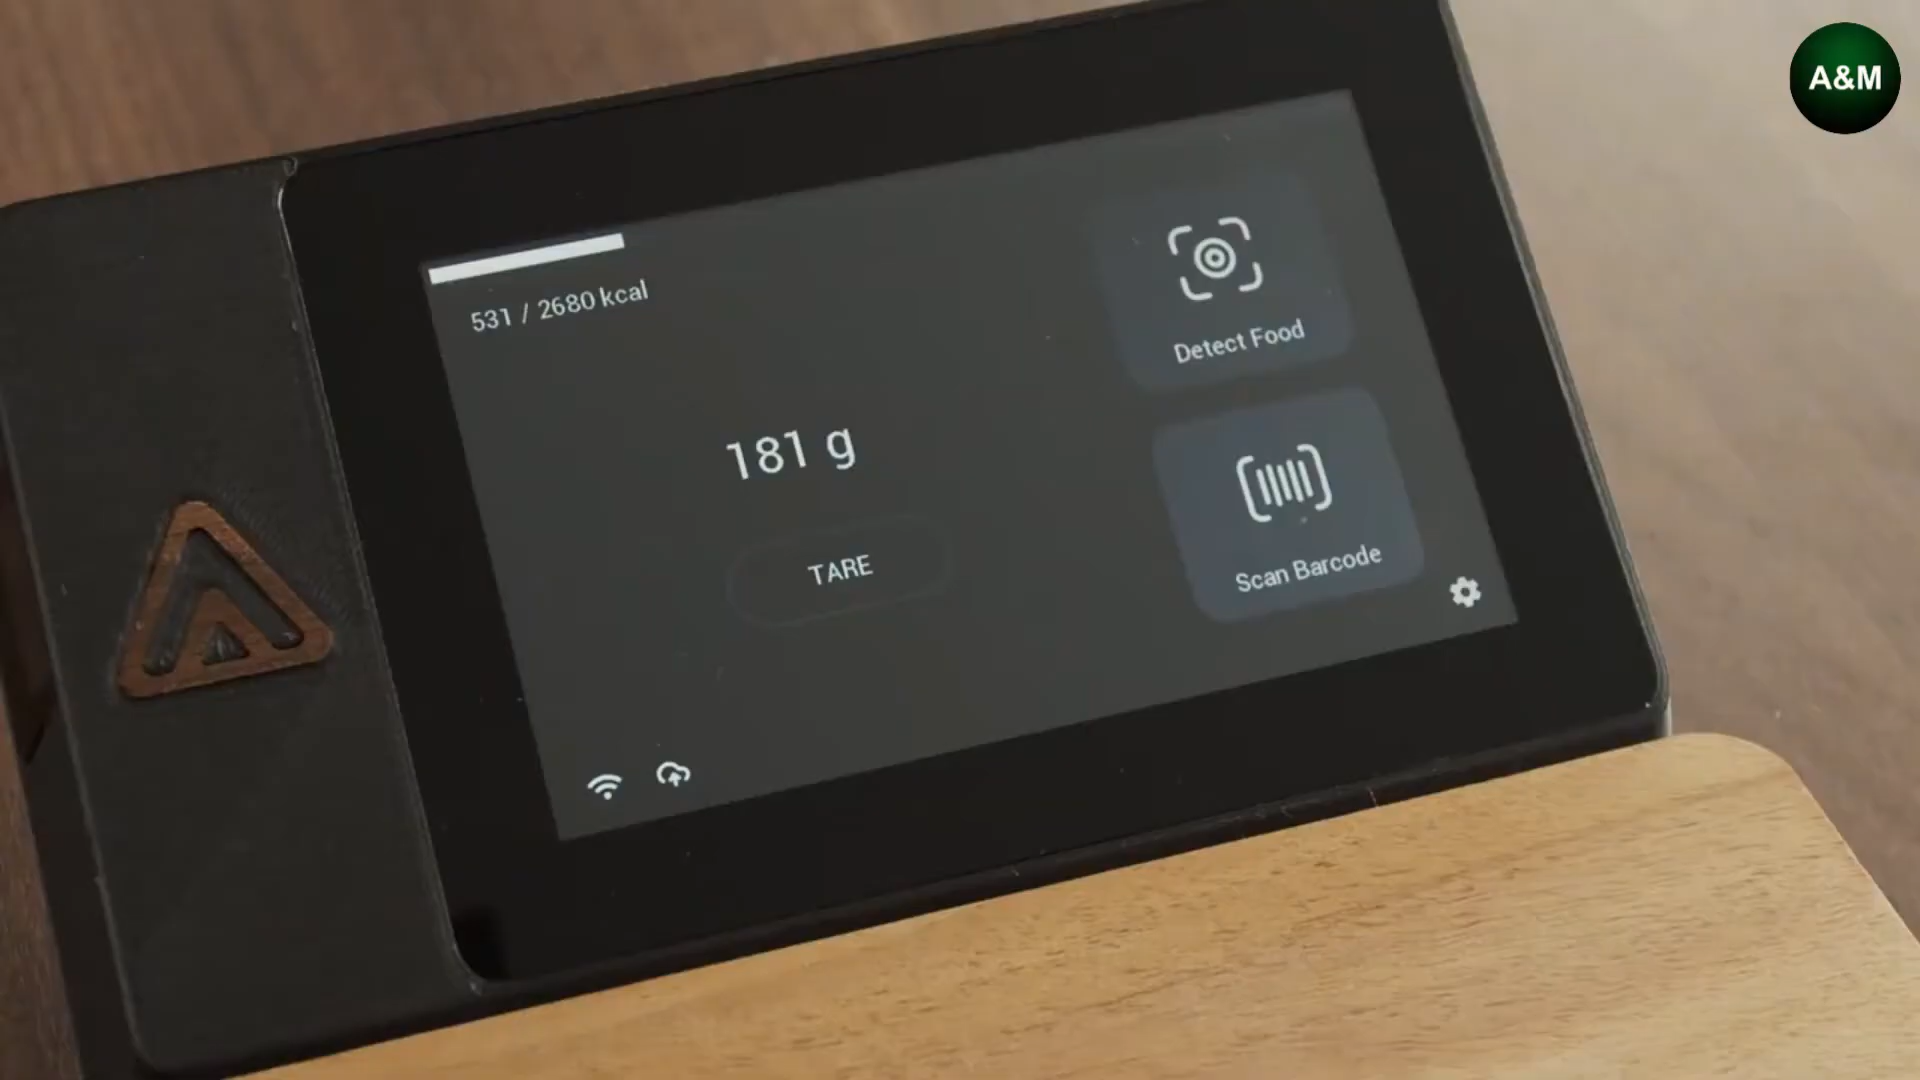 A&M
531 / 2680 kcal
Detect Food
181 g
TARE
Scan Barcode